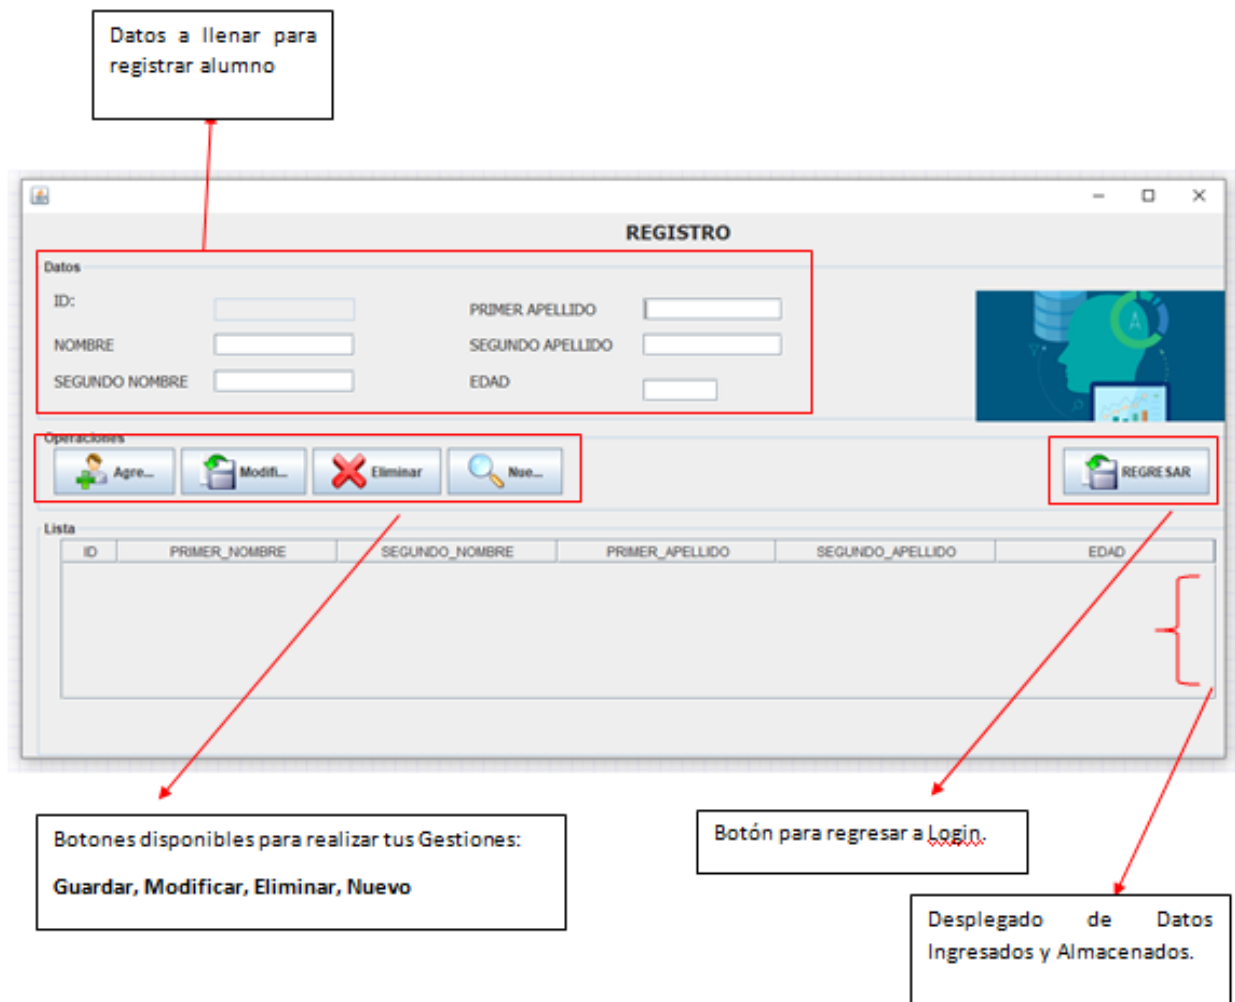 Datos a llenar para
registrar alumno
REGISTRO
Datos
ID:
PRIMER APELLIDO
NOMBRE
SEGUNDO APELLIDO
SEGUNDO NOMBRE
EDAD
A
Operaciones
Agre...
Modifi...
Eliminar
Nue...
REGRESAR
Lista
ID PRIMER_NOMBRE SEGUNDO_NOMBRE PRIMER_APELLIDO SEGUNDO_APELLIDO EDAD
Botones disponibles para realizar tus Gestiones:
Guardar, Modificar, Eliminar, Nuevo
Botón para regresar a Login.
Desplegado de Datos
Ingresados y Almacenados.